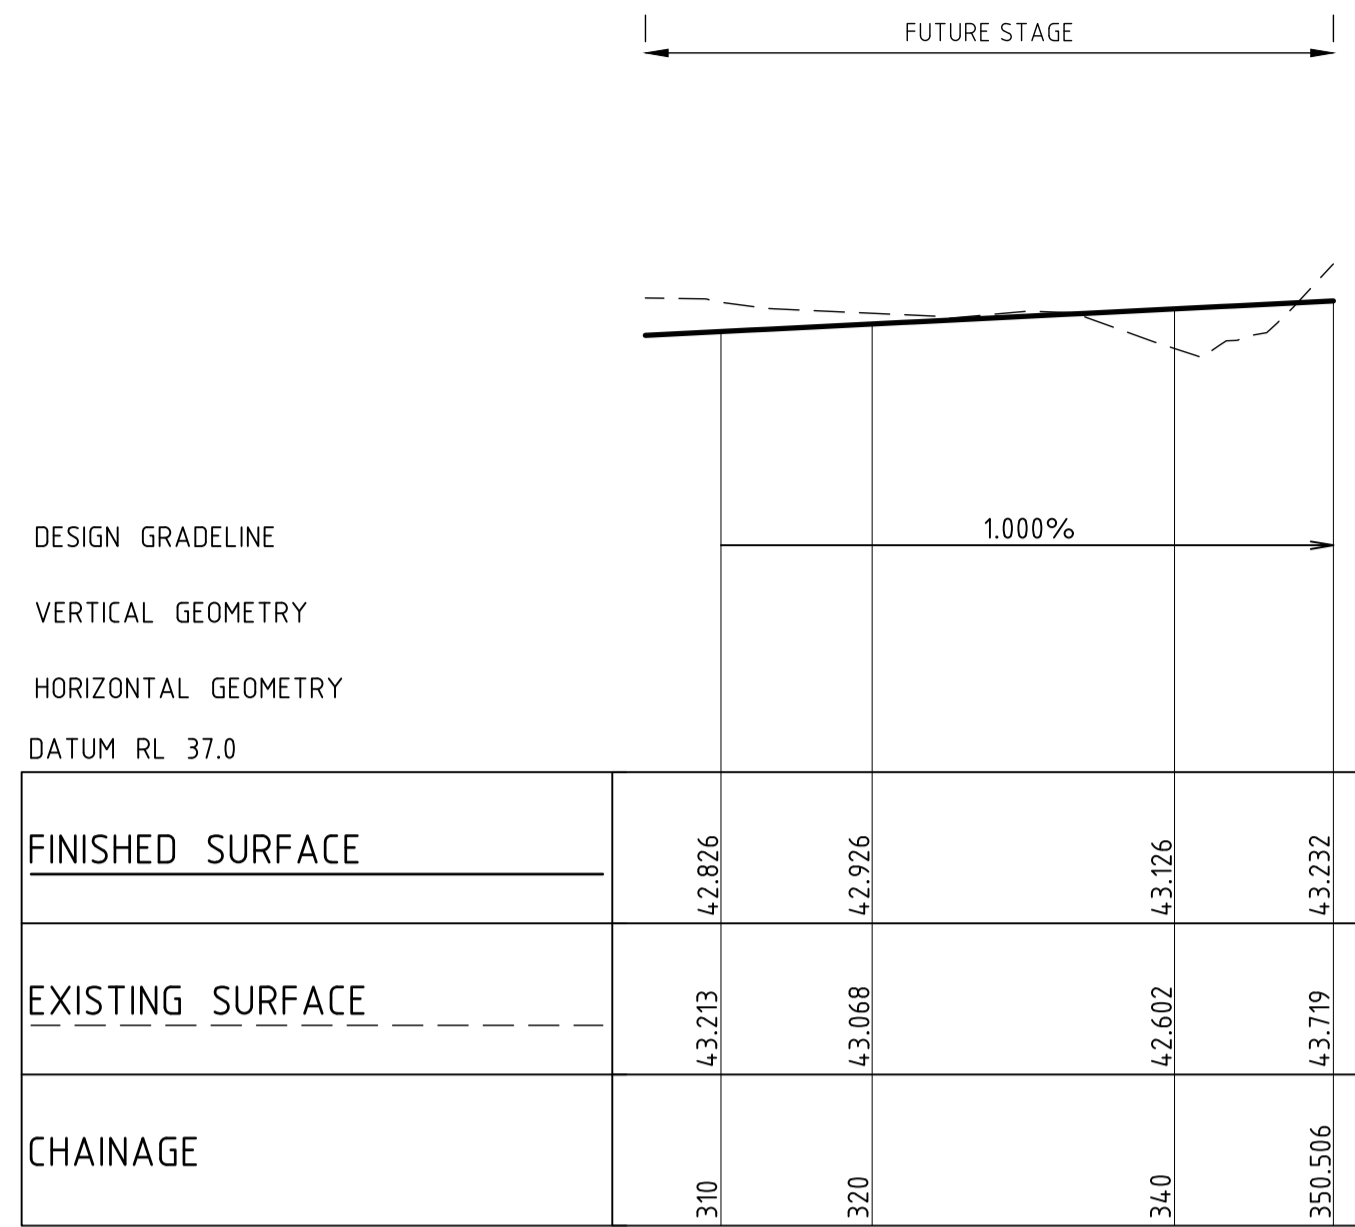 FUTURE STAGE
1.000%
DESIGN GRADELINE
VERTICAL GEOMETRY
HORIZONTAL GEOMETRY
DATUM RL 37.0
FINISHED SURFACE 42.826 42.926 43.126 43.232
EXISTING SURFACE 43.213 43.068 42.602 43.719
CHAINAGE 310 320 340 350.506